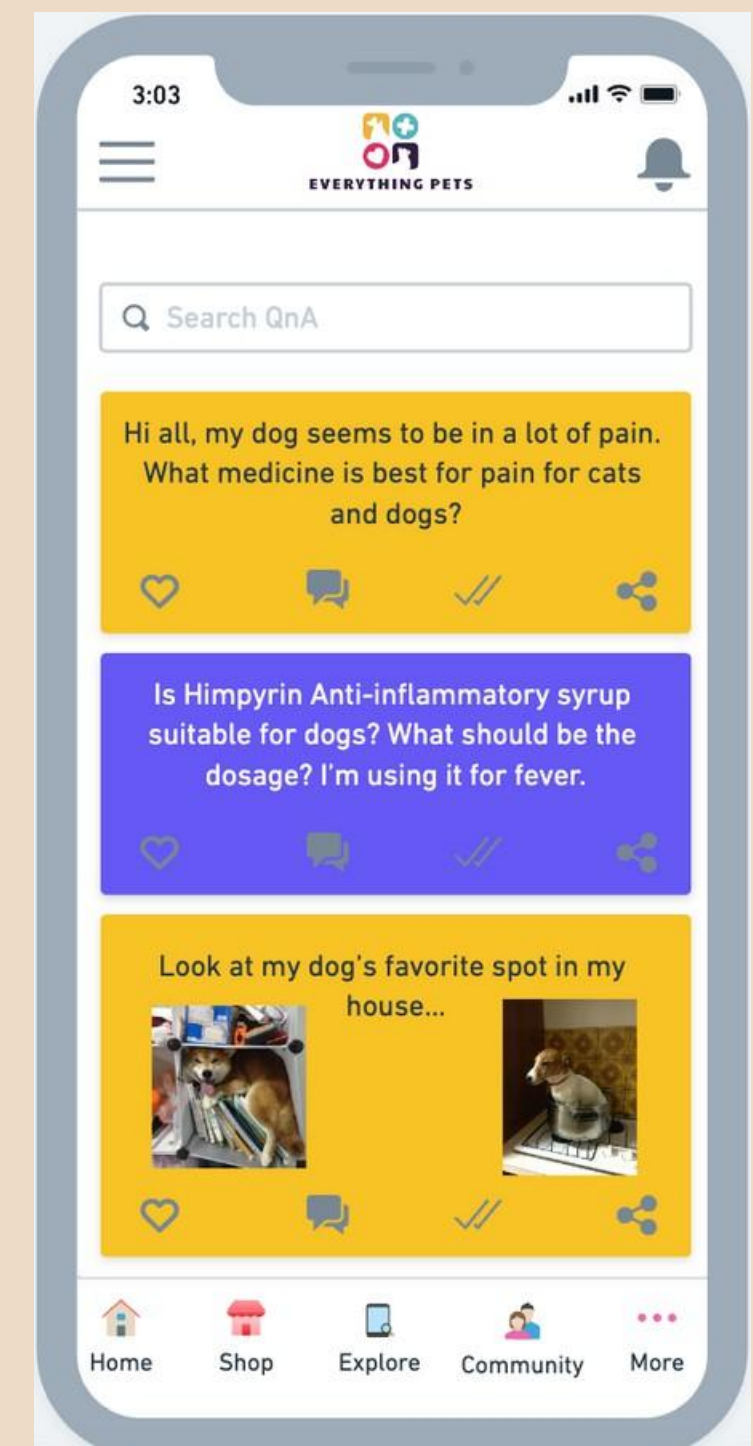 3:03
EVERYTHING PETS
Search QnA
Hi all, my dog seems to be in a lot of pain.
What medicine is best for pain for cats
and dogs?
Is Himpyrin Anti-inflammatory syrup
suitable for dogs? What should be the
dosage? I'm using it for fever.
Look at my dog's favorite spot in my
house...
Home Shop Explore Community More